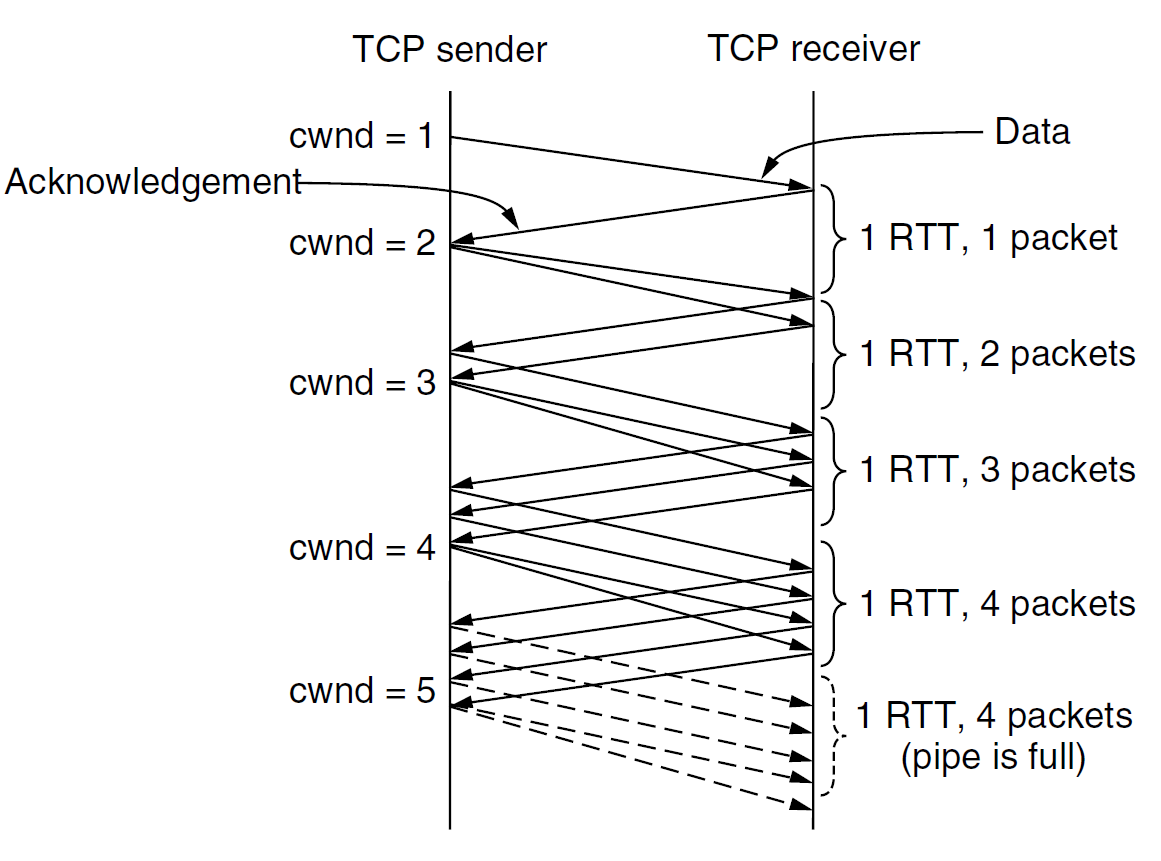 TCP sender
TCP receiver
cwnd = 1
Data
Acknowledgement
cwnd = 2
1 RTT, 1 packet
1 RTT, 2 packets
cwnd = 3
1 RTT, 3 packets
cwnd = 4
1 RTT, 4 packets
cwnd = 5
1 RTT, 4 packets
(pipe is full)